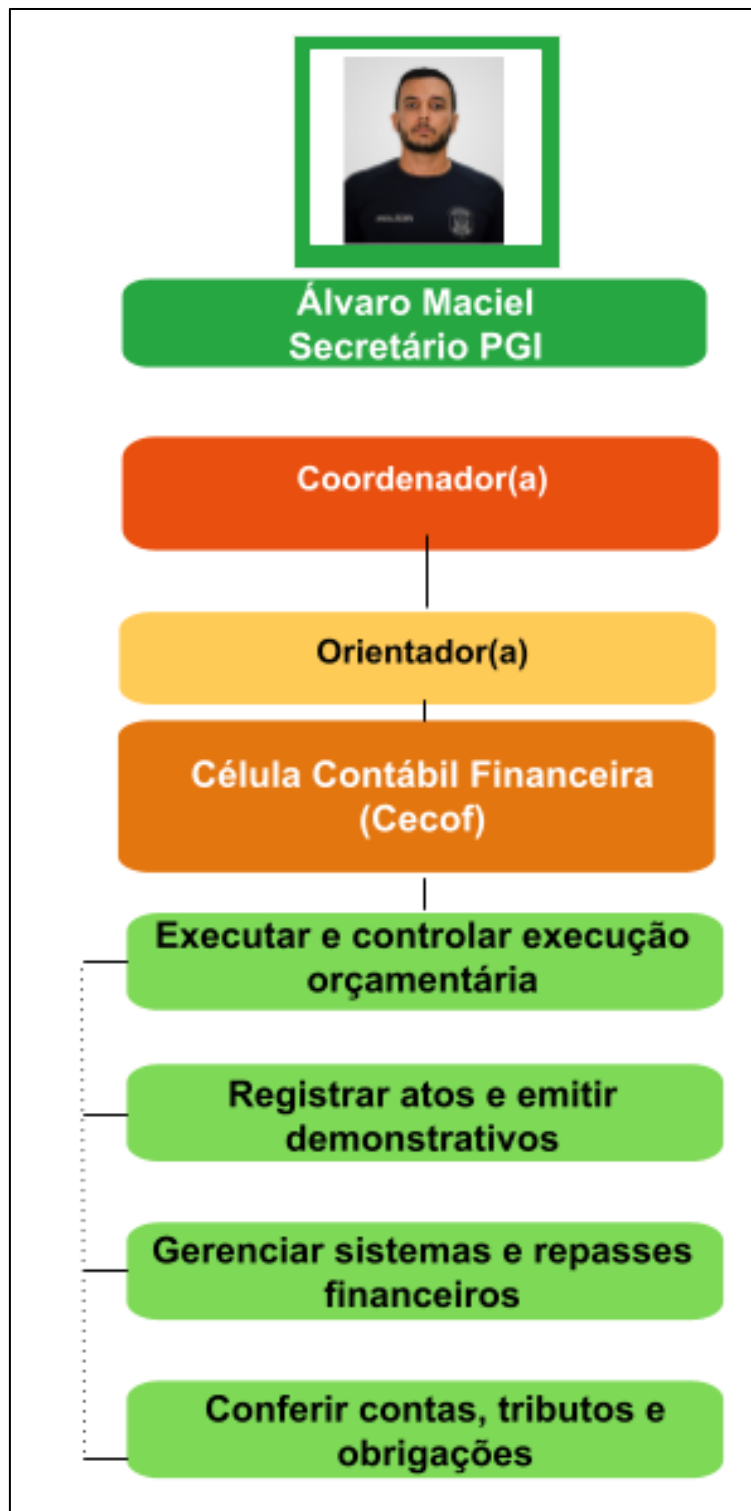 Álvaro Maciel
Secretário PGI
Coordenador(a)
Orientador(a)
Célula Contábil Financeira
(Cecof)
Executar e controlar execução
orçamentária
Registrar atos e emitir
demonstrativos
Gerenciar sistemas e repasses
financeiros
Conferir contas, tributos e
obrigações